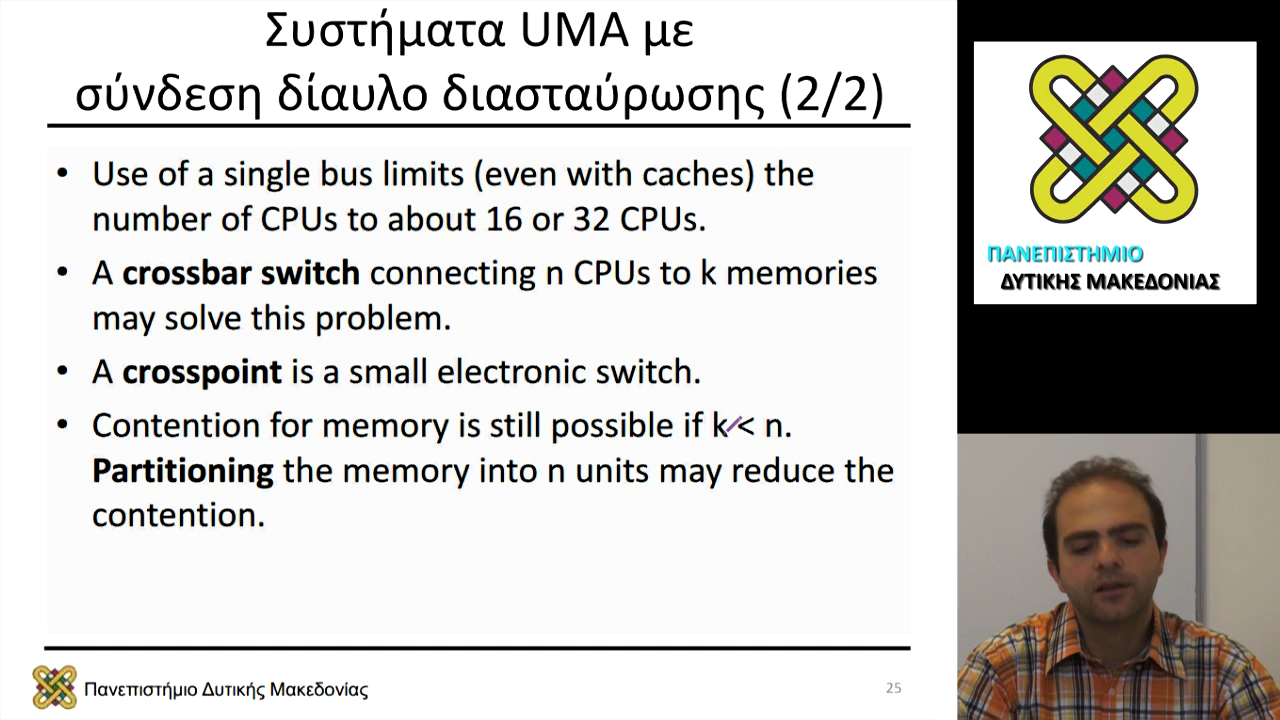 Συστήματα UMA με
σύνδεση δίαυλο διασταύρωσης (2/2)
• Use of a single bus limits (even with caches) the
number of CPUs to about 16 or 32 CPUs.
• A crossbar switch connecting n CPUs to k memories
may solve this problem.
• A crosspoint is a small electronic switch.
• Contention for memory is still possible if k < n.
Partitioning the memory into n units may reduce the
contention.
Πανεπιστήμιο Δυτικής Μακεδονίας
25
ΠΑΝΕΠΙΣΤΗΜΙΟ
ΔΥΤΙΚΗΣ ΜΑΚΕΔΟΝΙΑΣ